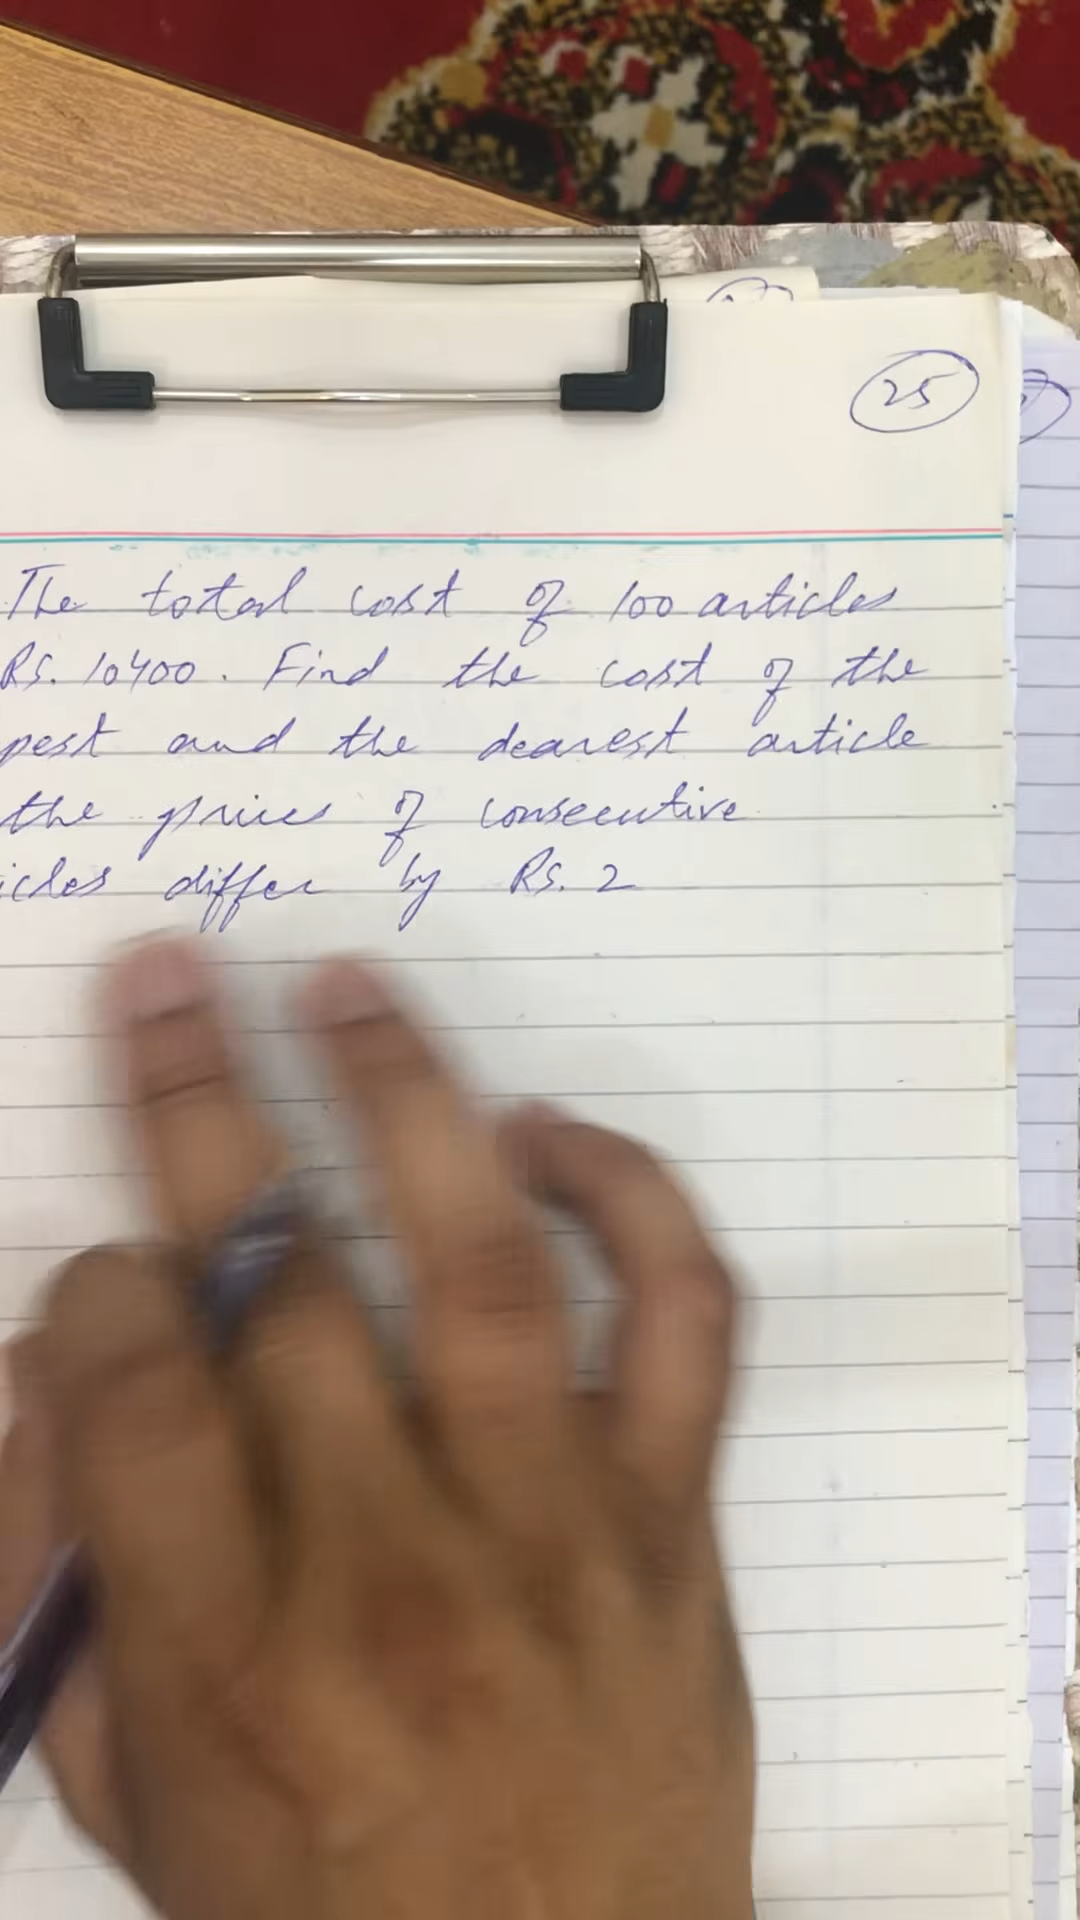 25
The total cost of 100 articles
Rs. 10400. Find the cost of the
pest and the dearest article
the prices of consecutive
icles differ by Rs. 2